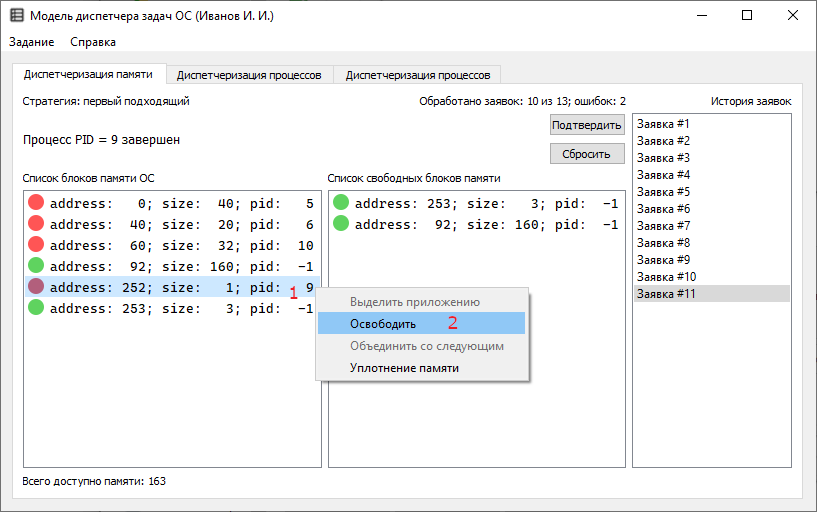 Модель диспетчера задач ОС (Иванов И. И.)
Задание Справка
Диспетчеризация памяти Диспетчеризация процессов Диспетчеризация процессов
Стратегия: первый подходящий Обработано заявок: 10 из 13; ошибок: 2 История заявок
Процесс PID = 9 завершен
Подтвердить
Сбросить
Список блоков памяти ОС
address: 0; size: 40; pid: 5
address: 40; size: 20; pid: 6
address: 60; size: 32; pid: 10
address: 92; size: 160; pid: -1
address: 252; size: 1; pid: 9
address: 253; size: 3; pid: -1
1
Выделить приложению
Освободить 2
Объединить со следующим
Уплотнение памяти
Список свободных блоков памяти
address: 253; size: 3; pid: -1
address: 92; size: 160; pid: -1
Заявка #1
Заявка #2
Заявка #3
Заявка #4
Заявка #5
Заявка #6
Заявка #7
Заявка #8
Заявка #9
Заявка #10
Заявка #11
Всего доступно памяти: 163